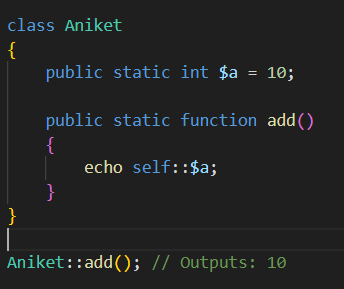 class Aniket
{
    public static int $a = 10;

    public static function add()
    {
        echo self::$a;
    }
}

Aniket::add(); // Outputs: 10